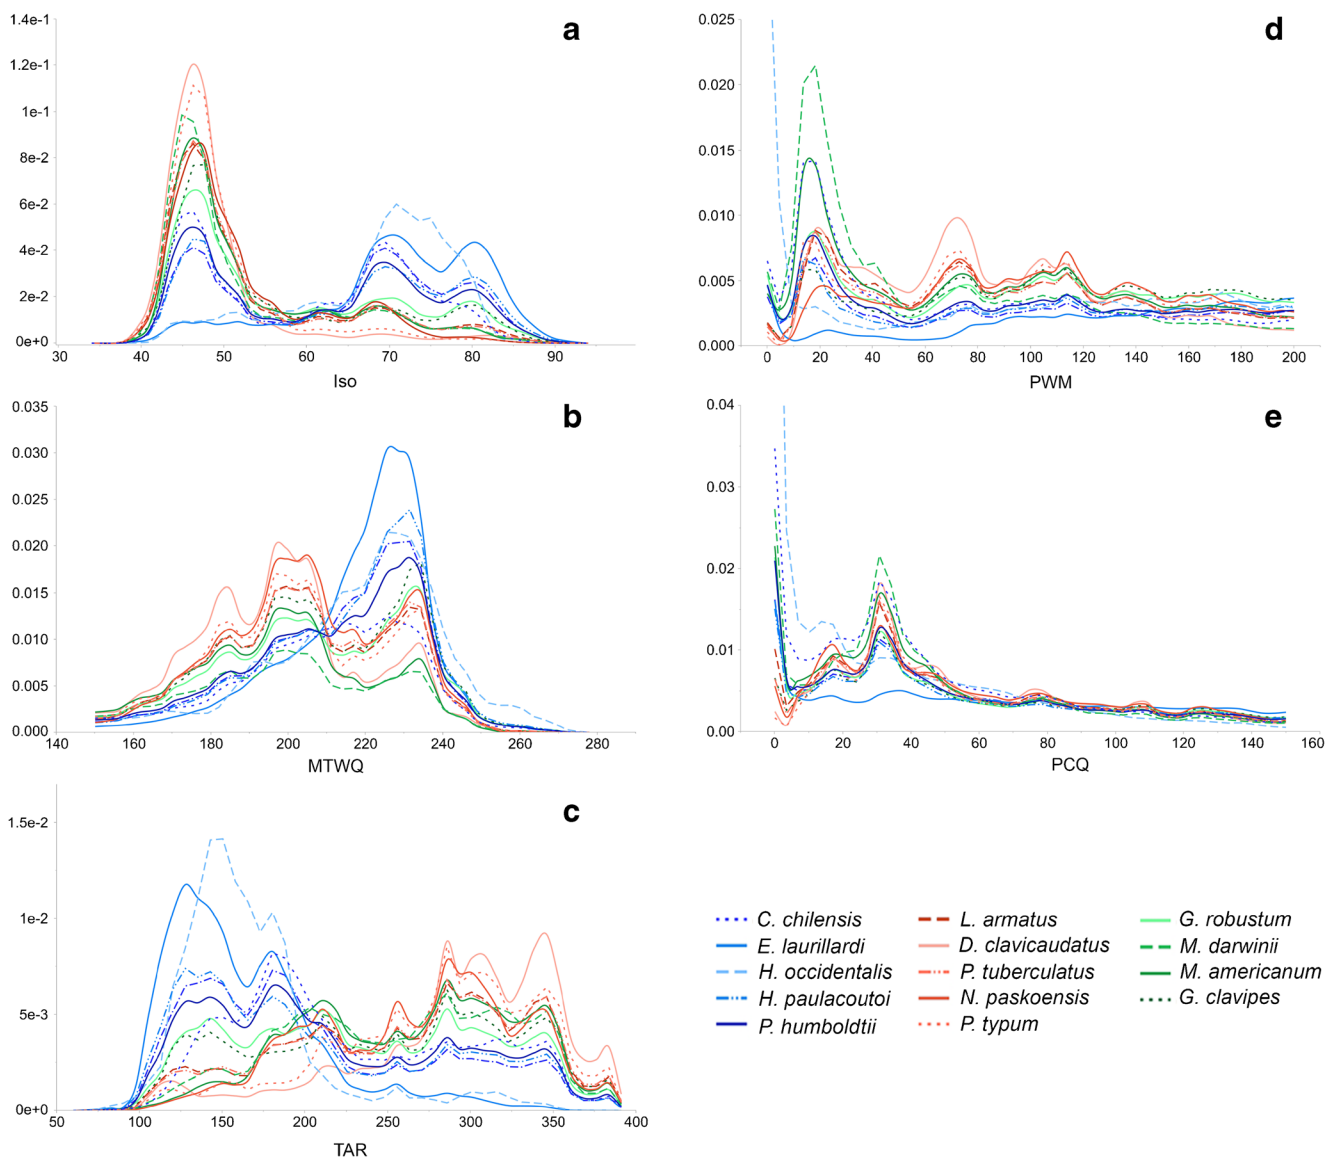 a
1.4e-1
1.2e-1
1e-1
8e-2
6e-2
4e-2
2e-2
0e+0
30 40 50 60 70 80 90
Iso
b
0.035
0.030
0.025
0.020
0.015
0.010
0.005
0.000
140 160 180 200 220 240 260 280
MTWQ
c
1.5e-2
1e-2
5e-3
0e+0
50 100 150 200 250 300 350 400
TAR
d
0.025
0.020
0.015
0.010
0.005
0.000
0 20 40 60 80 100 120 140 160 180 200
PWM
e
0.04
0.03
0.02
0.01
0.00
0 20 40 60 80 100 120 140 160
PCQ
C. chilensis
E. laurillardi
H. occidentalis
H. paulacoutoi
P. humboldtii
L. armatus
D. clavicaudatus
P. tuberculatus
N. paskoensis
P. typum
G. robustum
M. darwinii
M. americanum
G. clavipes